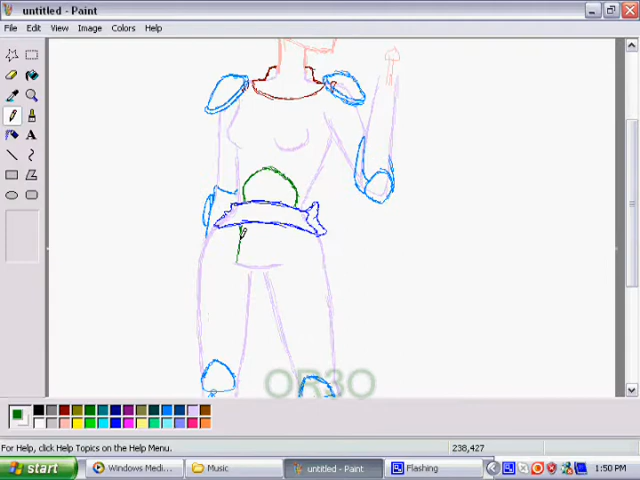 untitled - Paint
File Edit View Image Colors Help
A
OR3O
For Help, click Help Topics on the Help Menu.
238,427
start
Windows Medi...
Music
untitled - Paint
Flashing
1:50 PM